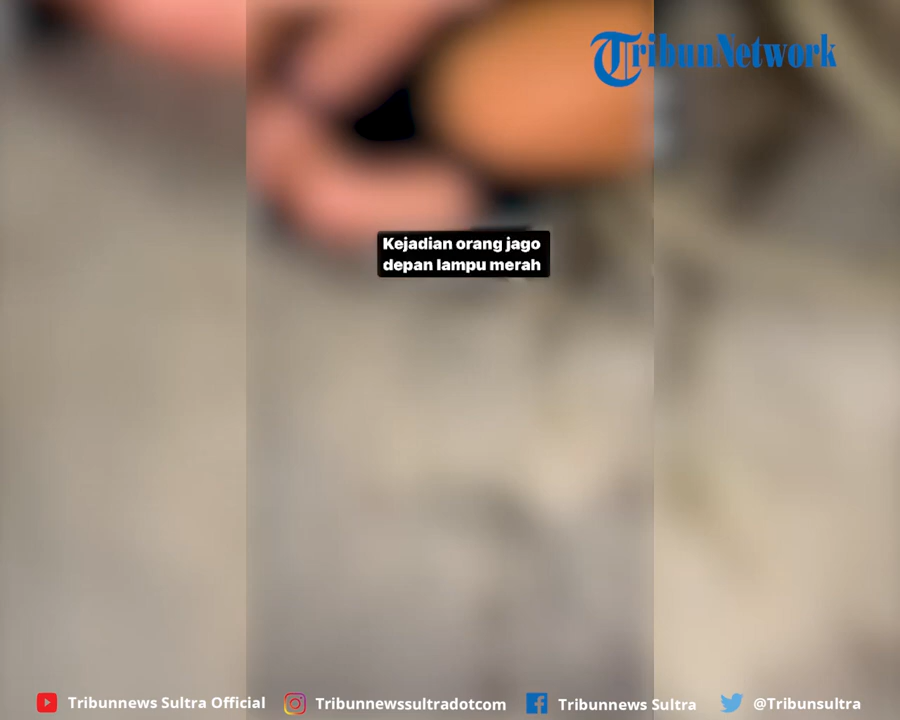 TribunNetwork
Kejadian orang jago
depan lampu merah
Tribunnews Sultra Official
Tribunnewssultradotcom
Tribunnews Sultra
@Tribunsultra